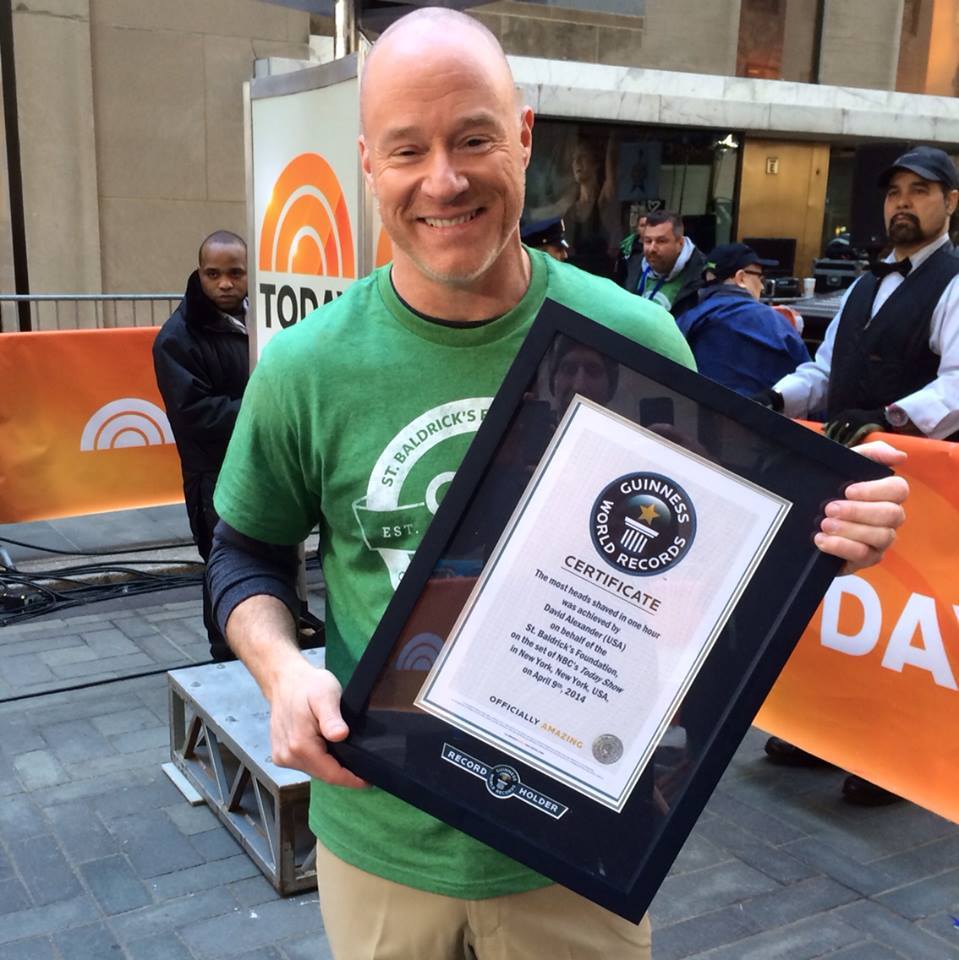 TODAY
ST. BALDRICK'S
EST.
GUINNESS
WORLD RECORDS
CERTIFICATE
The most heads shaved in one hour
was achieved by
David Alexander (USA)
on behalf of the
St. Baldrick's Foundation,
on the set of NBC's Today Show
in New York, New York, USA,
on April 9th, 2014
OFFICIALLY AMAZING
RECORD HOLDER
TODAY